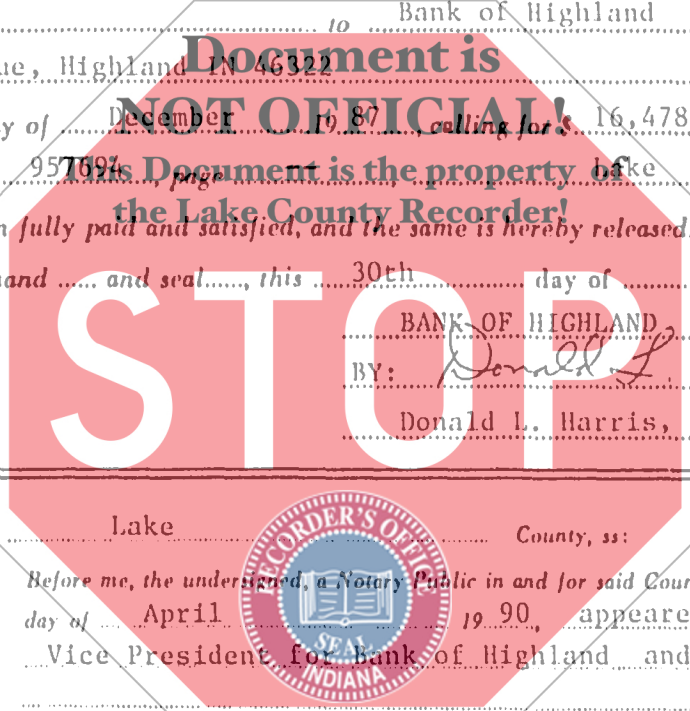 to Bank of Highland
ue, Highland IN 46322
Document is
NOT OFFICIAL!
y of December 19 87, calling for $ 16,478
957694, page —, Lake
This Document is the property of
the Lake County Recorder!
n fully paid and satisfied, and the same is hereby released.
and and seal, this 30th day of
STOP
BANK OF HIGHLAND
BY: Donald L.
Donald L. Harris,
Lake County, ss:
RECORDER'S OFFICE
Before me, the undersigned, a Notary Public in and for said Coun
day of April 19 90, appeare
SEAL
Vice President for Bank of Highland and
INDIANA